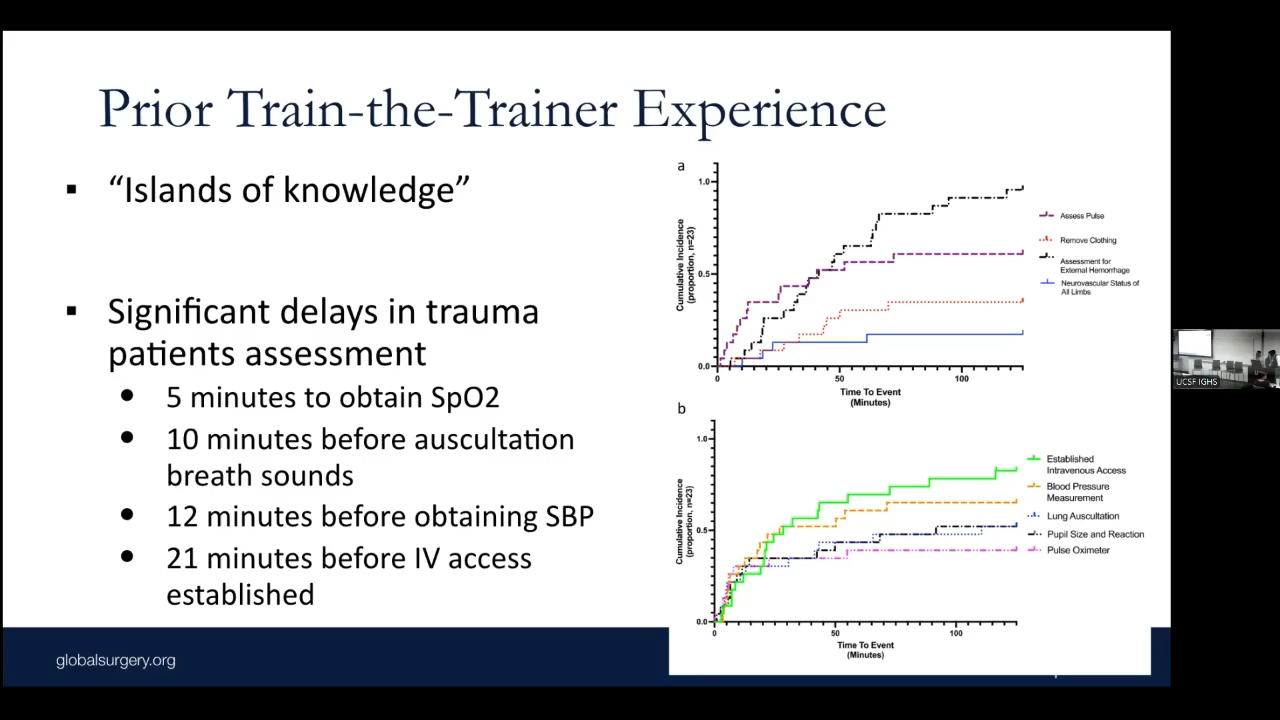 Prior Train-the-Trainer Experience
▪ “Islands of knowledge”
▪ Significant delays in trauma
patients assessment
• 5 minutes to obtain SpO2
• 10 minutes before auscultation
breath sounds
• 12 minutes before obtaining SBP
• 21 minutes before IV access
established
globalsurgery.org
a
Cumulative Incidence
(proportion, n=23)
1.0
0.5
0.0
0
50
100
Time To Event
(Minutes)
Assess Pulse
Remove Clothing
Assessment for
External Hemorrhage
Neurovascular Status of
All Limbs
b
Cumulative Incidence
(proportion, n=23)
1.0
0.5
0.0
0
50
100
Time To Event
(Minutes)
Established
Intravenous Access
Blood Pressure
Measurement
Lung Auscultation
Pupil Size and Reaction
Pulse Oximeter
UCSF IGHS